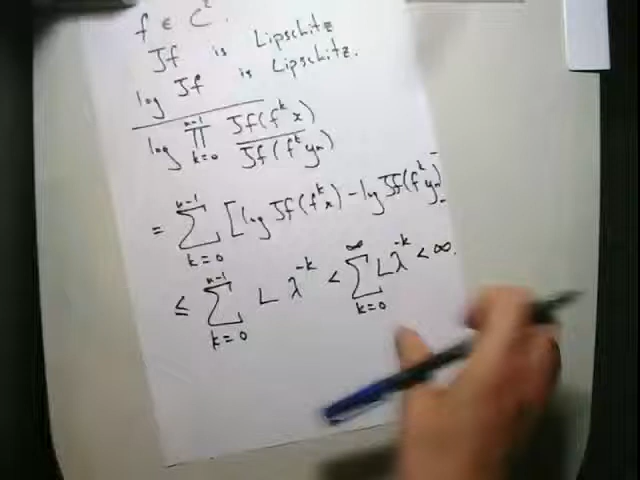 f ∈ C².
Jf is Lipschitz
log Jf is Lipschitz.
log ∏_{k=0}^{n-1} Jf(f^k x) / Jf(f^k y_n)
= ∑_{k=0}^{n-1} [log Jf(f^k x) - log Jf(f^k y_n)]
≤ ∑_{k=0}^{n-1} L λ^{-k} < ∑_{k=0}^{∞} L λ^{-k} < ∞.